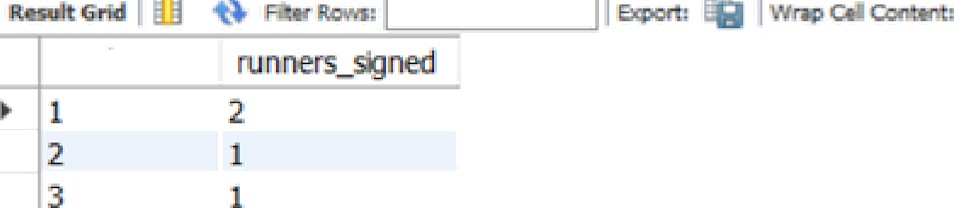 Result Grid Filter Rows: Export: Wrap Cell Content:
runners_signed
1 2
2 1
3 1